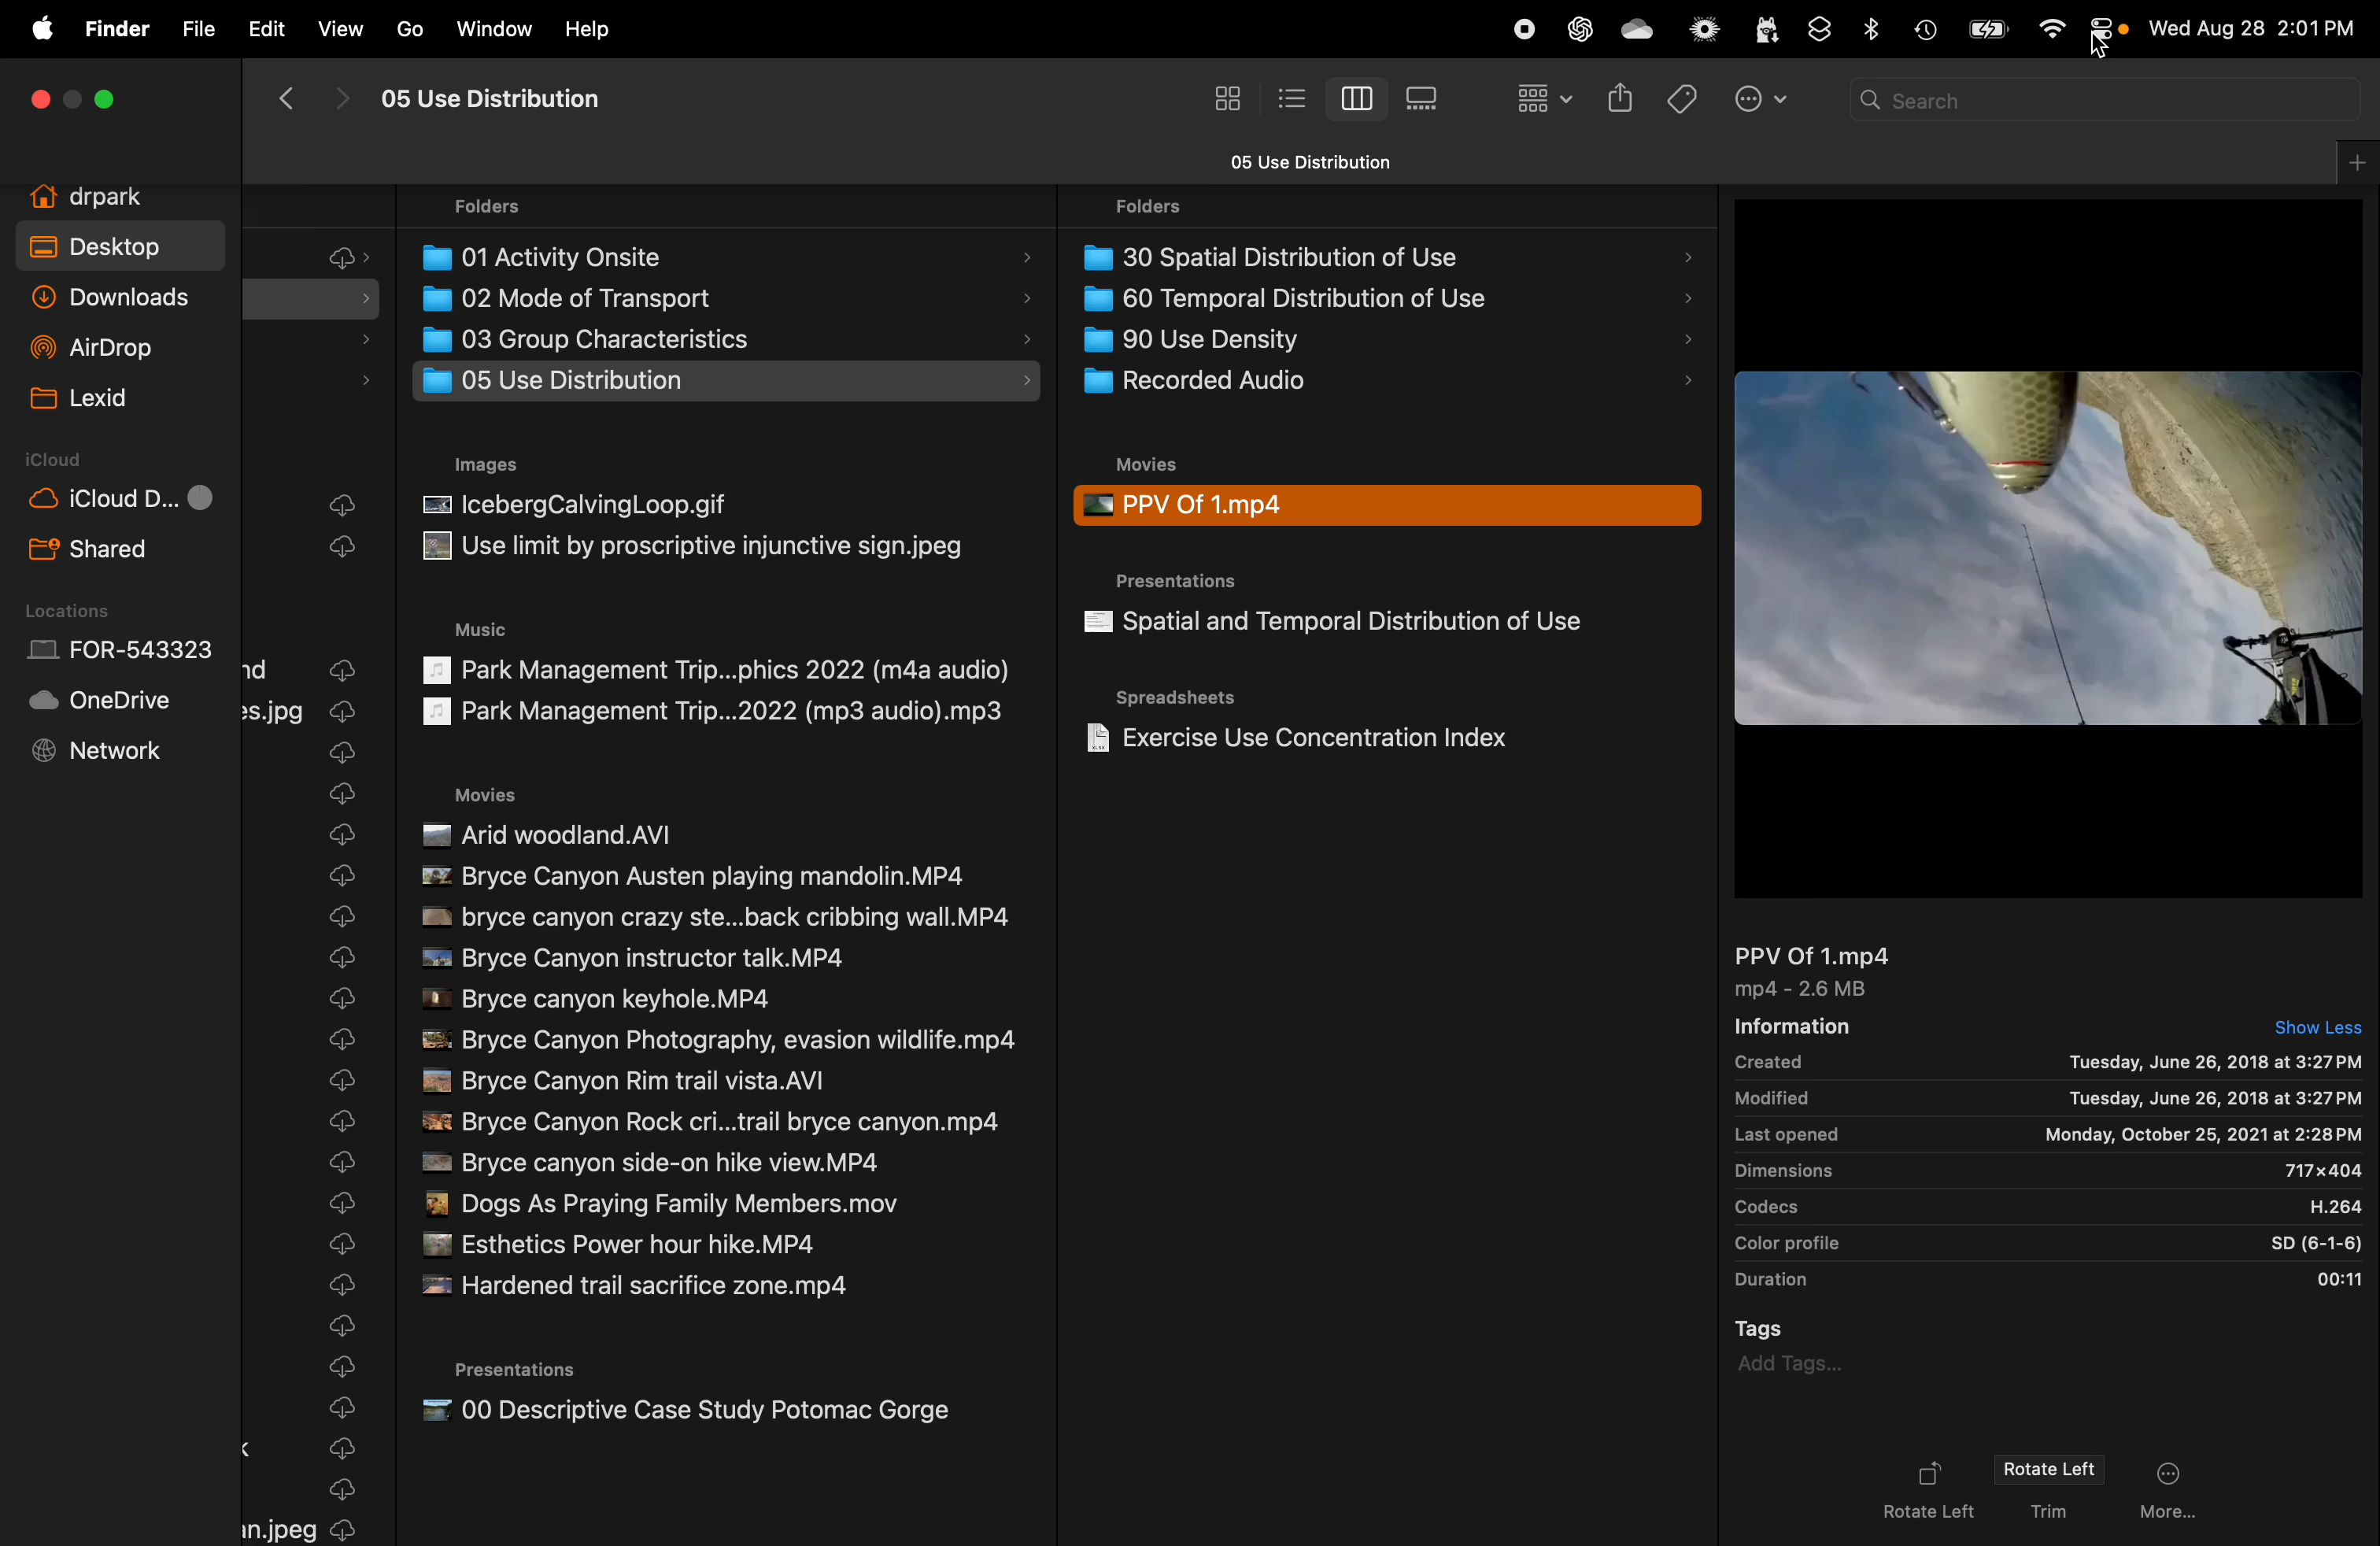 Finder File Edit View Go Window Help Wed Aug 28 2:01 PM
05 Use Distribution
Search
05 Use Distribution
drpark
Desktop
Downloads
AirDrop
Lexid
iCloud
iCloud D...
Shared
Locations
FOR-543323
OneDrive
Network
nd
es.jpg
k
an.jpeg
Folders
01 Activity Onsite
02 Mode of Transport
03 Group Characteristics
05 Use Distribution
Images
IcebergCalvingLoop.gif
Use limit by proscriptive injunctive sign.jpeg
Music
Park Management Trip...phics 2022 (m4a audio)
Park Management Trip...2022 (mp3 audio).mp3
Movies
Arid woodland.AVI
Bryce Canyon Austen playing mandolin.MP4
bryce canyon crazy ste...back cribbing wall.MP4
Bryce Canyon instructor talk.MP4
Bryce canyon keyhole.MP4
Bryce Canyon Photography, evasion wildlife.mp4
Bryce Canyon Rim trail vista.AVI
Bryce Canyon Rock cri...trail bryce canyon.mp4
Bryce canyon side-on hike view.MP4
Dogs As Praying Family Members.mov
Esthetics Power hour hike.MP4
Hardened trail sacrifice zone.mp4
Presentations
00 Descriptive Case Study Potomac Gorge
Folders
30 Spatial Distribution of Use
60 Temporal Distribution of Use
90 Use Density
Recorded Audio
Movies
PPV Of 1.mp4
Presentations
Spatial and Temporal Distribution of Use
Spreadsheets
Exercise Use Concentration Index
PPV Of 1.mp4
mp4 - 2.6 MB
Information Show Less
Created Tuesday, June 26, 2018 at 3:27 PM
Modified Tuesday, June 26, 2018 at 3:27 PM
Last opened Monday, October 25, 2021 at 2:28 PM
Dimensions 717×404
Codecs H.264
Color profile SD (6-1-6)
Duration 00:11
Tags
Add Tags...
Rotate Left
Rotate Left Trim More...